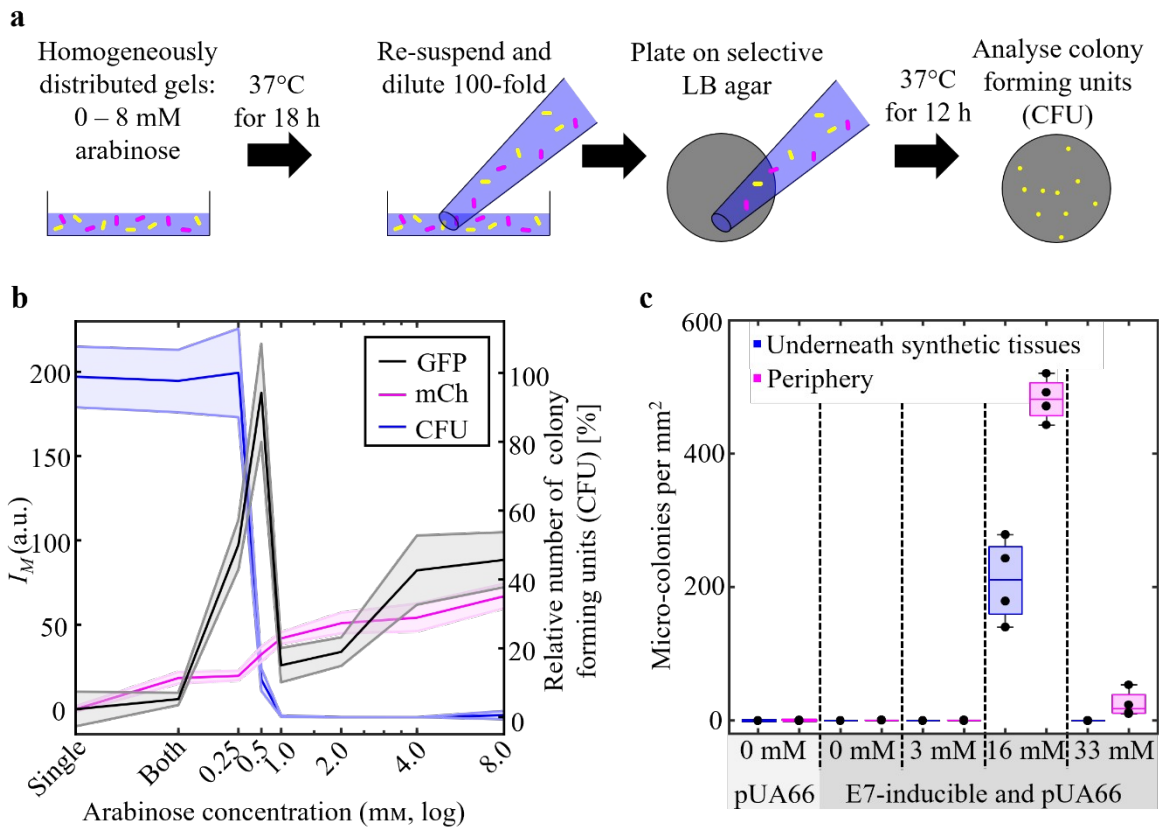 a
Homogeneously
distributed gels:
0 – 8 mM
arabinose
37°C
for 18 h
Re-suspend and
dilute 100-fold
Plate on selective
LB agar
37°C
for 12 h
Analyse colony
forming units
(CFU)
b
I_M (a.u.)
200
150
100
50
0
GFP
mCh
CFU
100
80
60
40
20
0
Relative number of colony
forming units (CFU) [%]
Single
Both
0.25
0.5
1.0
2.0
4.0
8.0
Arabinose concentration (mM, log)
c
Micro-colonies per mm²
600
400
200
0
Underneath synthetic tissues
Periphery
0 mM 0 mM 3 mM 16 mM 33 mM
pUA66 E7-inducible and pUA66